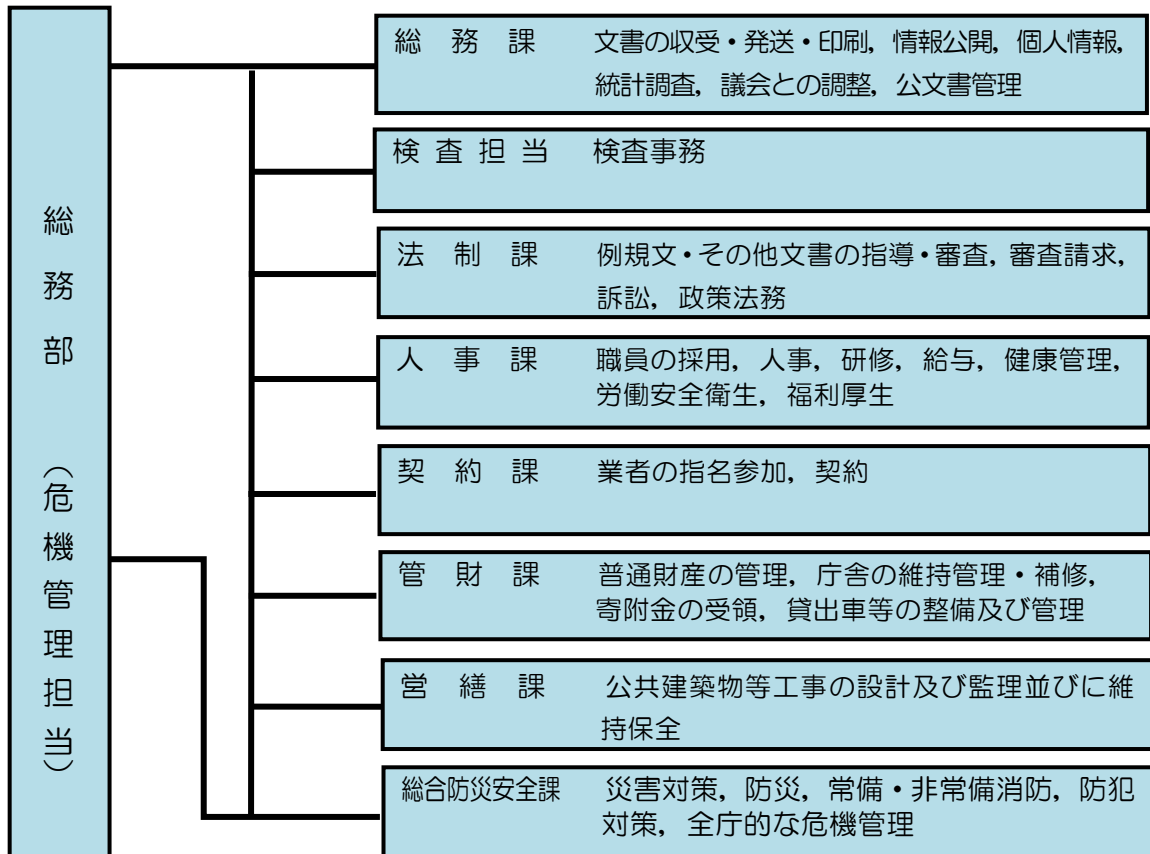 総務部　（危機管理担当）
総務課　文書の収受・発送・印刷，情報公開，個人情報，
統計調査，議会との調整，公文書管理
検査担当　検査事務
法制課　例規文・その他文書の指導・審査，審査請求，
訴訟，政策法務
人事課　職員の採用，人事，研修，給与，健康管理，
労働安全衛生，福利厚生
契約課　業者の指名参加，契約
管財課　普通財産の管理，庁舎の維持管理・補修，
寄附金の受領，貸出車等の整備及び管理
営繕課　公共建築物等工事の設計及び監理並びに維
持保全
総合防災安全課　災害対策，防災，常備・非常備消防，防犯
対策，全庁的な危機管理